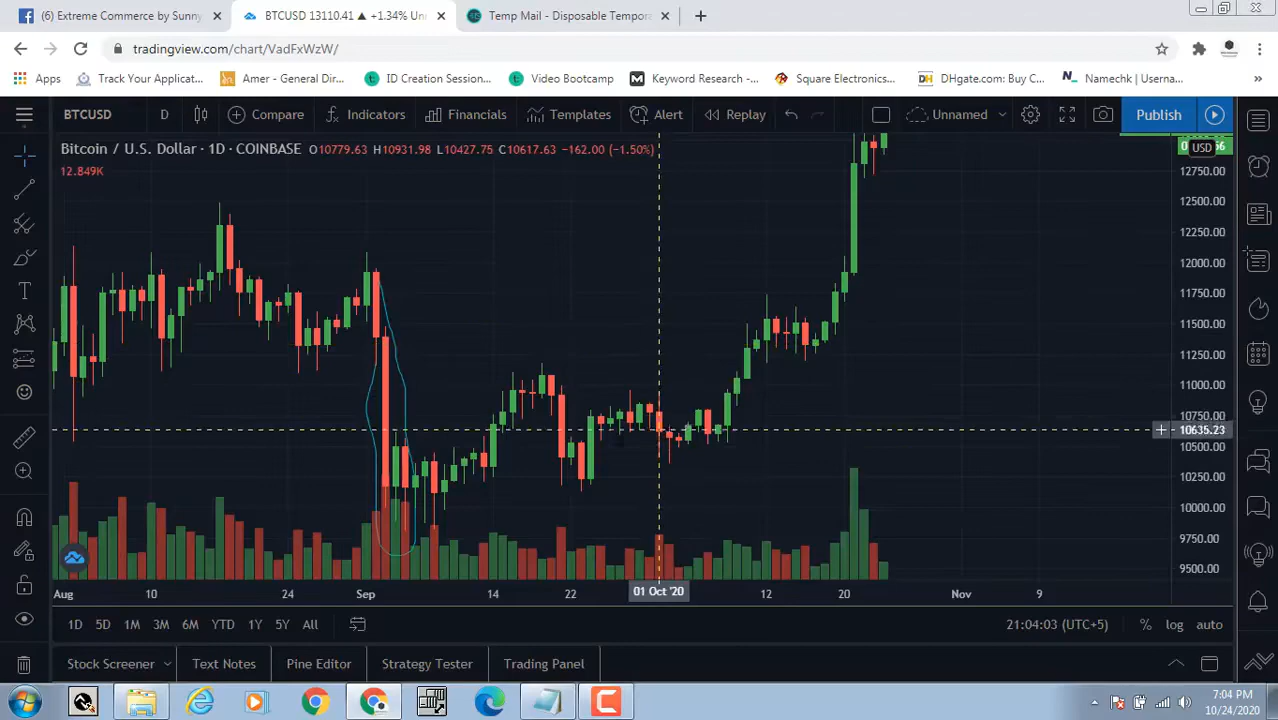 (6) Extreme Commerce by Sunny
BTCUSD 13110.41 ▲ +1.34% Un
Temp Mail - Disposable Tempora
tradingview.com/chart/VadFxWzW/
Apps
Track Your Applicat...
Amer - General Dir...
ID Creation Session...
Video Bootcamp
Keyword Research -...
Square Electronics...
DHgate.com: Buy C...
Namechk | Userna...
»
BTCUSD
D
Compare
Indicators
Financials
Templates
Alert
Replay
Unnamed
Publish
Bitcoin / U.S. Dollar · 1D · COINBASE O10779.63 H10931.98 L10427.75 C10617.63 −162.00 (−1.50%)
12.849K
USD
12750.00
12500.00
12250.00
12000.00
11750.00
11500.00
11250.00
11000.00
10750.00
10635.23
10500.00
10250.00
10000.00
9750.00
9500.00
Aug 10 24 Sep 14 22 01 Oct '20 12 20 Nov 9
1D 5D 1M 3M 6M YTD 1Y 5Y All
21:04:03 (UTC+5) % log auto
Stock Screener
Text Notes
Pine Editor
Strategy Tester
Trading Panel
7:04 PM
10/24/2020